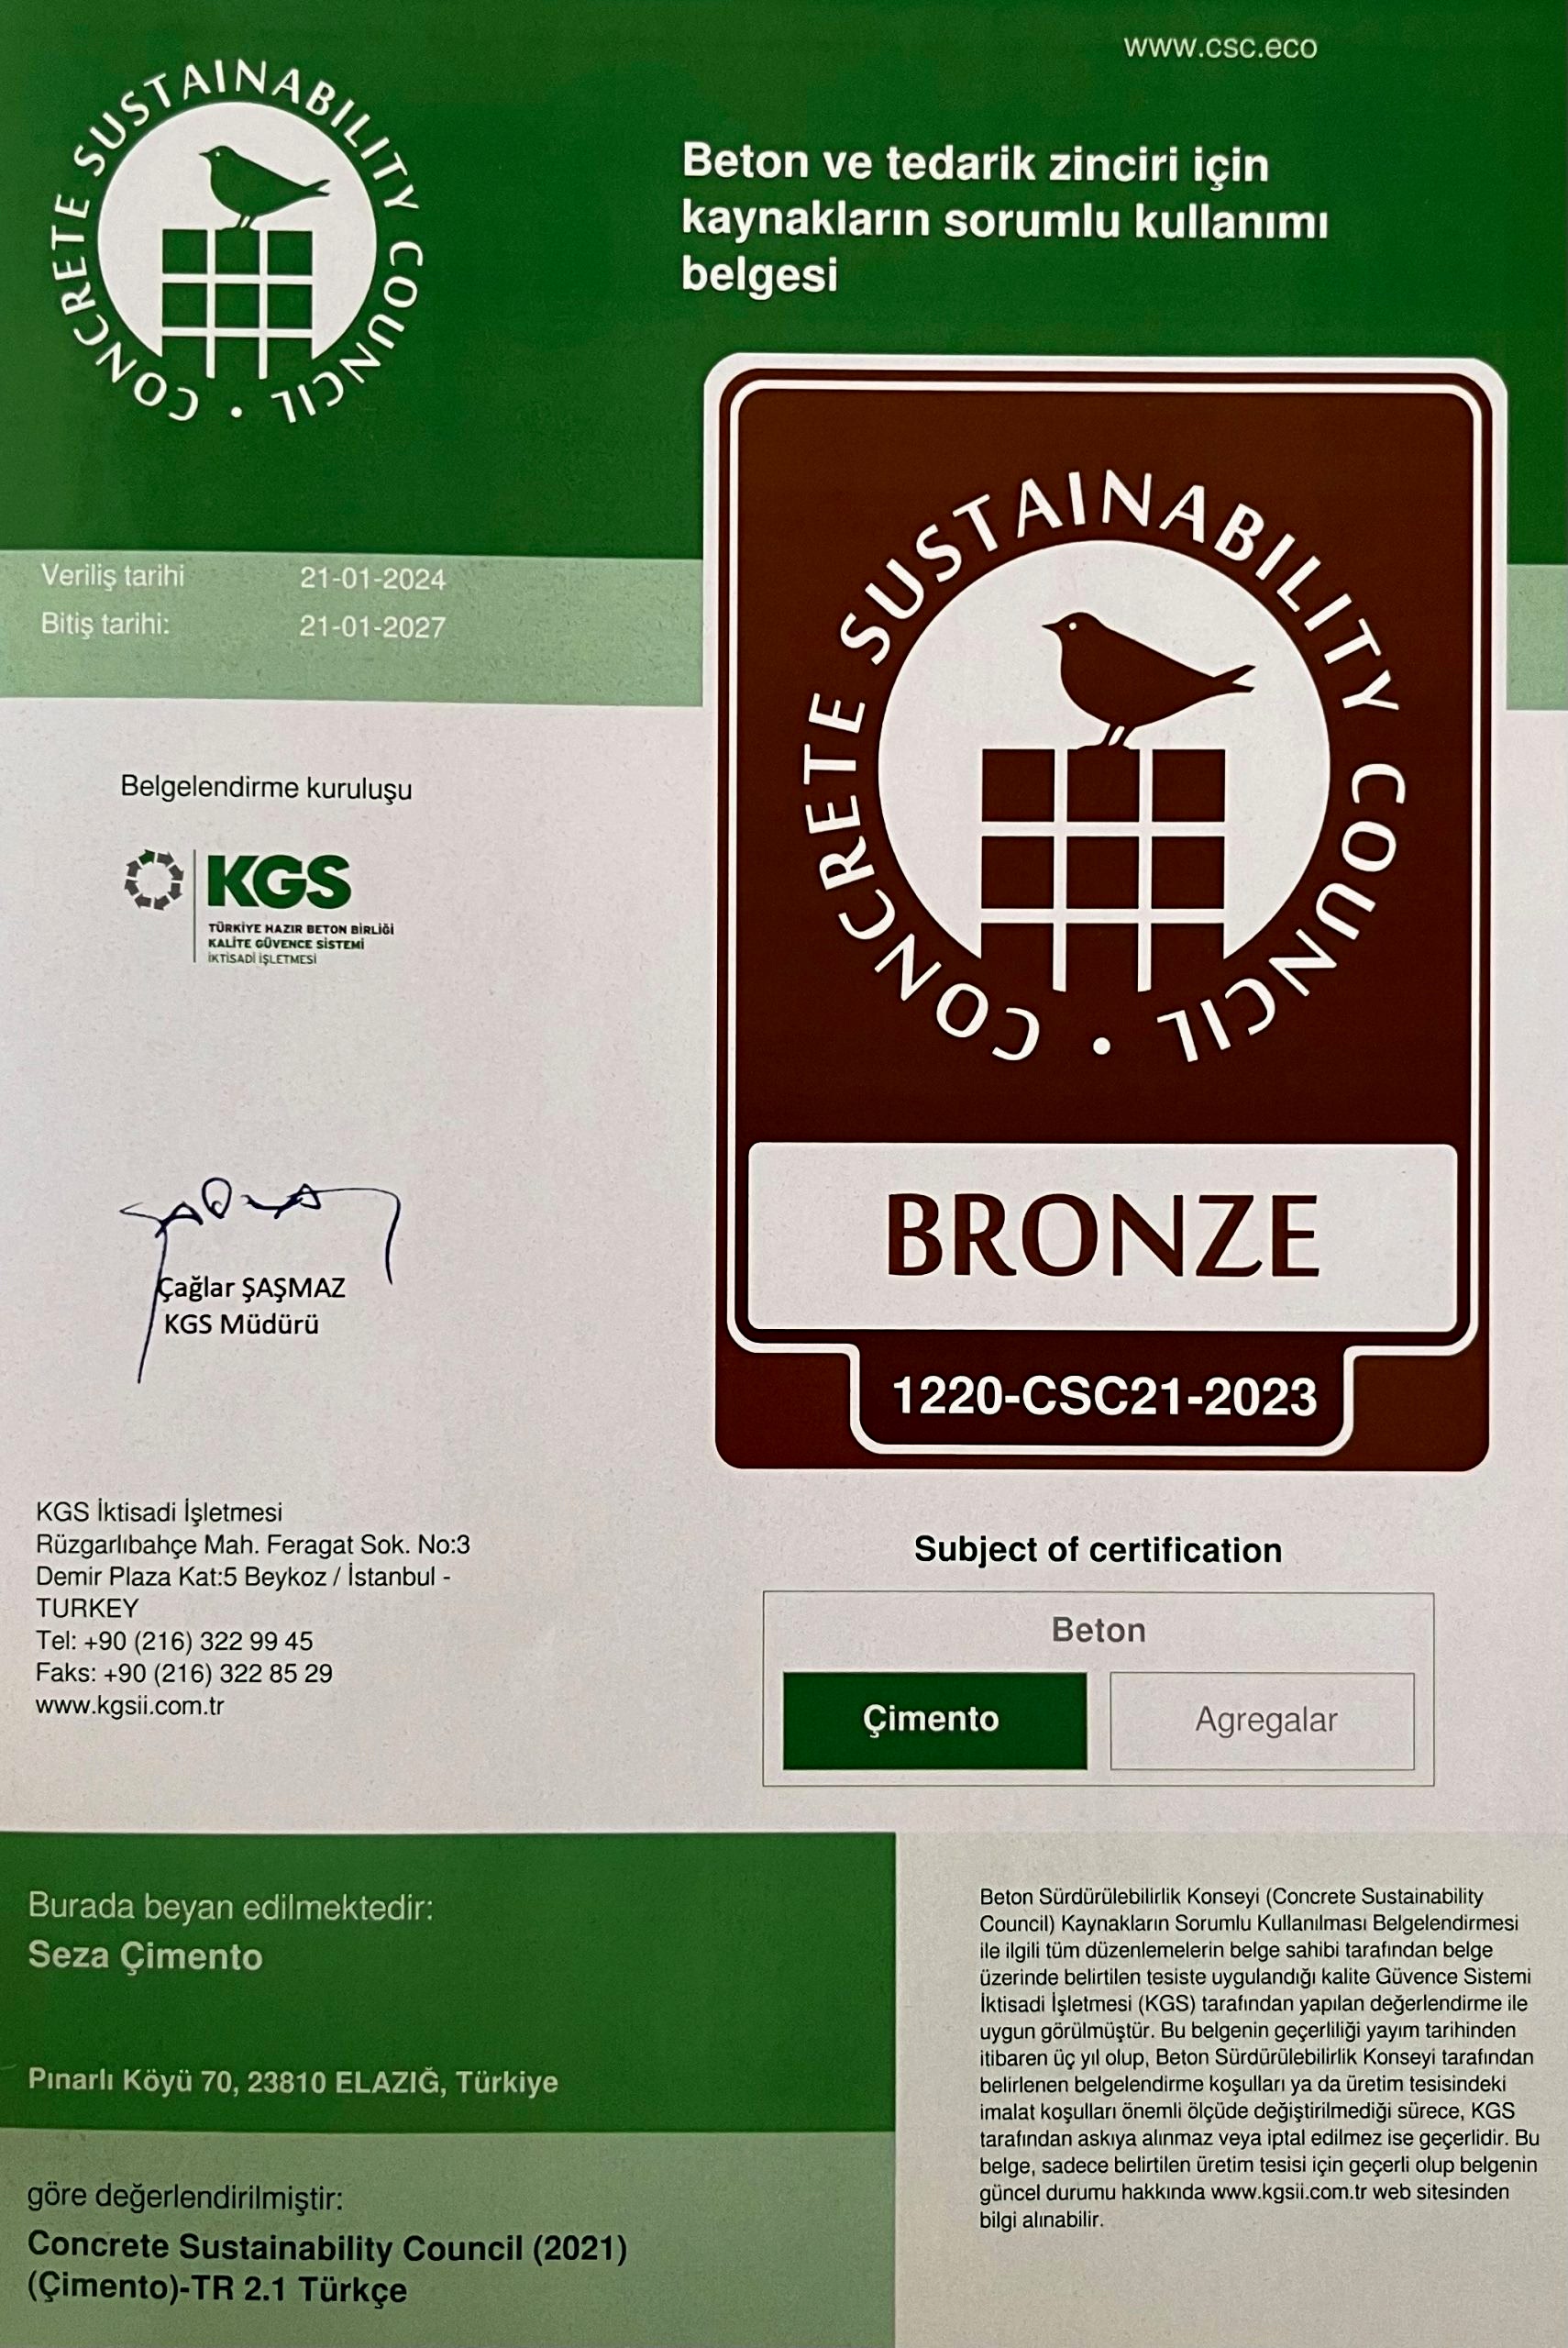 www.csc.eco
CONCRETE SUSTAINABILITY COUNCIL •
Beton ve tedarik zinciri için
kaynakların sorumlu kullanımı
belgesi
Veriliş tarihi 21-01-2024
Bitiş tarihi: 21-01-2027
CONCRETE SUSTAINABILITY COUNCIL •
BRONZE
1220-CSC21-2023
Belgelendirme kuruluşu
KGS
TÜRKİYE HAZIR BETON BİRLİĞİ
KALİTE GÜVENCE SİSTEMİ
İKTİSADİ İŞLETMESİ
Çağlar ŞAŞMAZ
KGS Müdürü
KGS İktisadi İşletmesi
Rüzgarlıbahçe Mah. Feragat Sok. No:3
Demir Plaza Kat:5 Beykoz / İstanbul -
TURKEY
Tel: +90 (216) 322 99 45
Faks: +90 (216) 322 85 29
www.kgsii.com.tr
Subject of certification
Beton
Çimento
Agregalar
Burada beyan edilmektedir:
Seza Çimento
Pınarlı Köyü 70, 23810 ELAZIĞ, Türkiye
göre değerlendirilmiştir:
Concrete Sustainability Council (2021)
(Çimento)-TR 2.1 Türkçe
Beton Sürdürülebilirlik Konseyi (Concrete Sustainability
Council) Kaynakların Sorumlu Kullanılması Belgelendirmesi
ile ilgili tüm düzenlemelerin belge sahibi tarafından belge
üzerinde belirtilen tesiste uygulandığı kalite Güvence Sistemi
İktisadi İşletmesi (KGS) tarafından yapılan değerlendirme ile
uygun görülmüştür. Bu belgenin geçerliliği yayım tarihinden
itibaren üç yıl olup, Beton Sürdürülebilirlik Konseyi tarafından
belirlenen belgelendirme koşulları ya da üretim tesisindeki
imalat koşulları önemli ölçüde değiştirilmediği sürece, KGS
tarafından askıya alınmaz veya iptal edilmez ise geçerlidir. Bu
belge, sadece belirtilen üretim tesisi için geçerli olup belgenin
güncel durumu hakkında www.kgsii.com.tr web sitesinden
bilgi alınabilir.